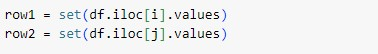 row1 = set(df.iloc[i].values)
row2 = set(df.iloc[j].values)